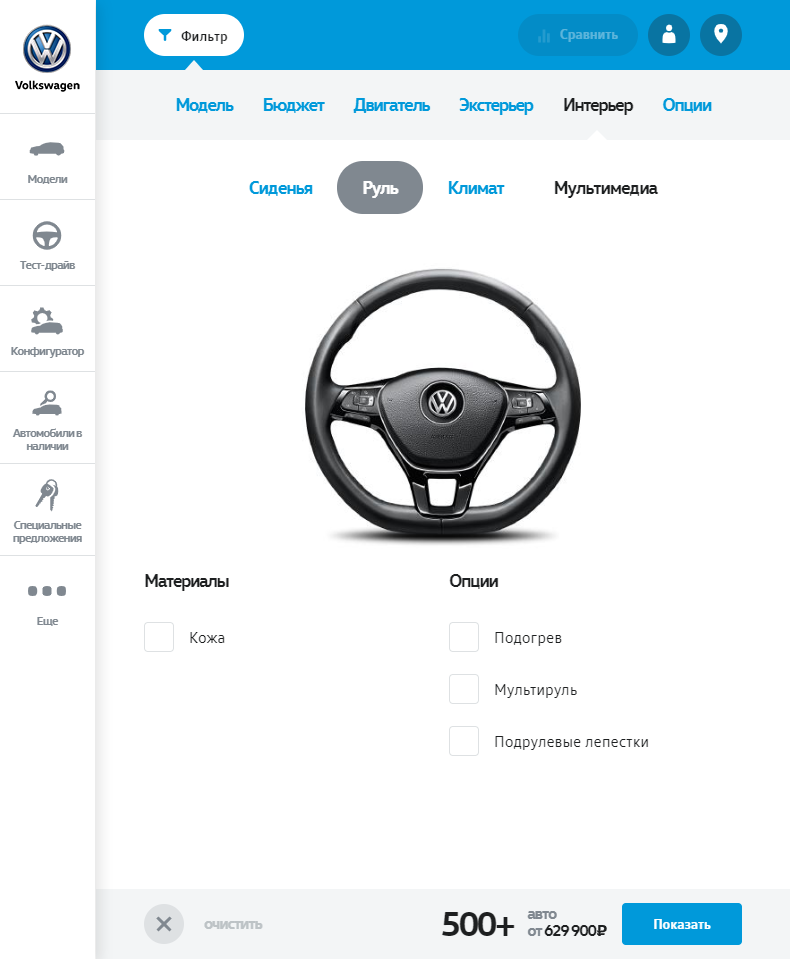 Фильтр
Сравнить
Volkswagen
Модель Бюджет Двигатель Экстерьер Интерьер Опции
Модели
Сиденья Руль Климат Мультимедиа
Тест-драйв
Конфигуратор
Автомобили в
наличии
Специальные
предложения
Еще
Материалы
Кожа
Опции
Подогрев
Мультируль
Подрулевые лепестки
очистить
500+
авто
от 629 900₽
Показать